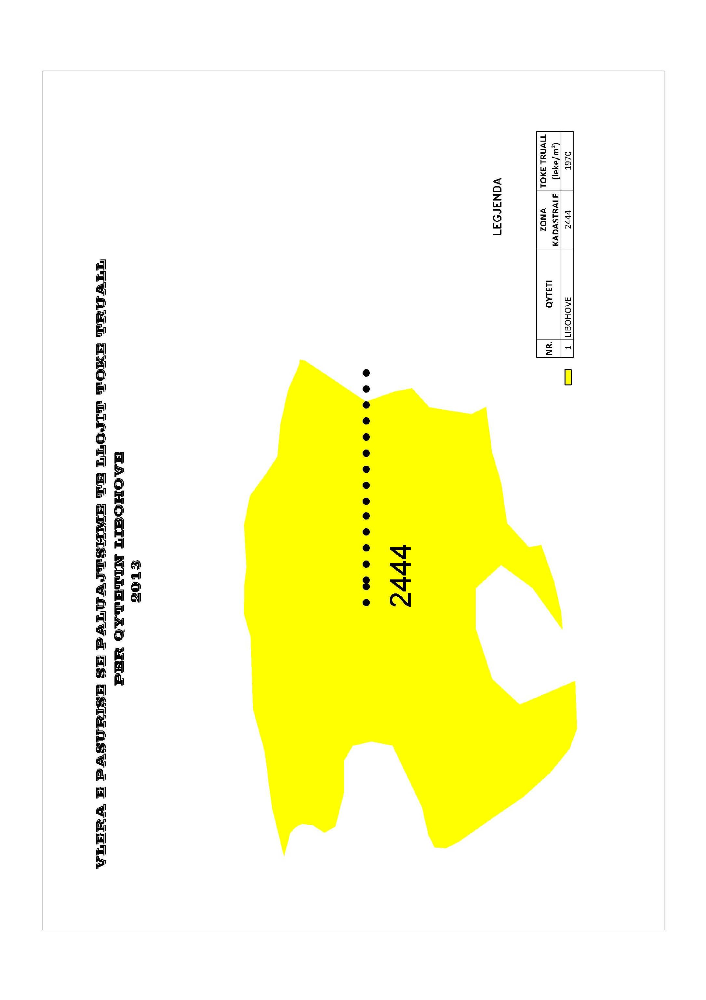 VLERA E PASURISE SE PALUAJTSHME TE LLOJIT TOKE TRUALL
PER QYTETIN LIBOHOVE
2013
2444
LEGJENDA
NR. QYTETI ZONA KADASTRALE TOKE TRUALL (leke/m²)
1 LIBOHOVE 2444 1970